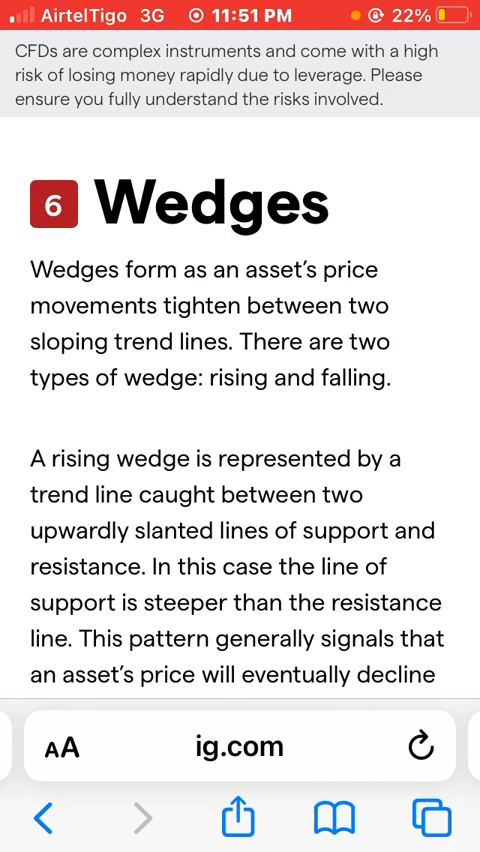 AirtelTigo 3G 11:51 PM 22%
CFDs are complex instruments and come with a high
risk of losing money rapidly due to leverage. Please
ensure you fully understand the risks involved.
6 Wedges
Wedges form as an asset’s price
movements tighten between two
sloping trend lines. There are two
types of wedge: rising and falling.
A rising wedge is represented by a
trend line caught between two
upwardly slanted lines of support and
resistance. In this case the line of
support is steeper than the resistance
line. This pattern generally signals that
an asset’s price will eventually decline
AA ig.com